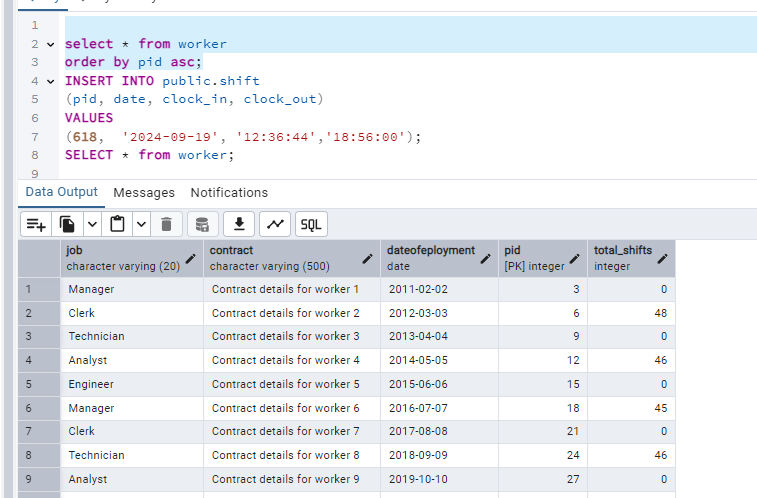 1
2 select * from worker
3 order by pid asc;
4 INSERT INTO public.shift
5 (pid, date, clock_in, clock_out)
6 VALUES
7 (618, '2024-09-19', '12:36:44','18:56:00');
8 SELECT * from worker;
9
Data Output Messages Notifications
SQL
job contract dateofeployment pid total_shifts
character varying (20) character varying (500) date [PK] integer integer
1 Manager Contract details for worker 1 2011-02-02 3 0
2 Clerk Contract details for worker 2 2012-03-03 6 48
3 Technician Contract details for worker 3 2013-04-04 9 0
4 Analyst Contract details for worker 4 2014-05-05 12 46
5 Engineer Contract details for worker 5 2015-06-06 15 0
6 Manager Contract details for worker 6 2016-07-07 18 45
7 Clerk Contract details for worker 7 2017-08-08 21 0
8 Technician Contract details for worker 8 2018-09-09 24 46
9 Analyst Contract details for worker 9 2019-10-10 27 0